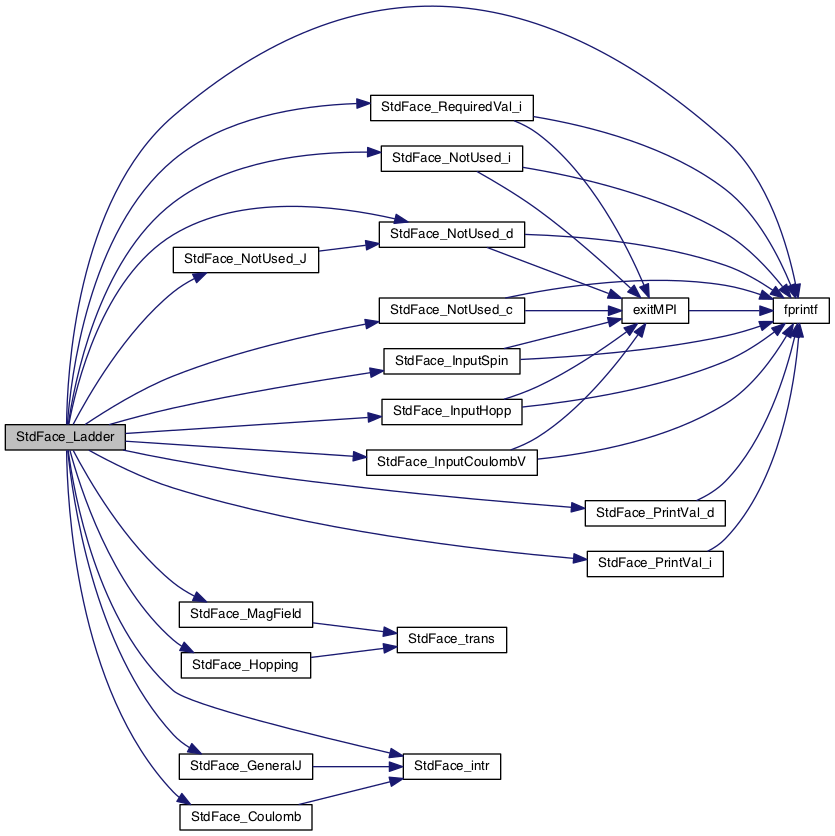 StdFace_RequiredVal_i
StdFace_NotUsed_i
StdFace_NotUsed_d
StdFace_NotUsed_J
StdFace_NotUsed_c
exitMPI
fprintf
StdFace_InputSpin
StdFace_InputHopp
StdFace_Ladder
StdFace_InputCoulombV
StdFace_PrintVal_d
StdFace_PrintVal_i
StdFace_MagField
StdFace_trans
StdFace_Hopping
StdFace_GeneralJ
StdFace_intr
StdFace_Coulomb